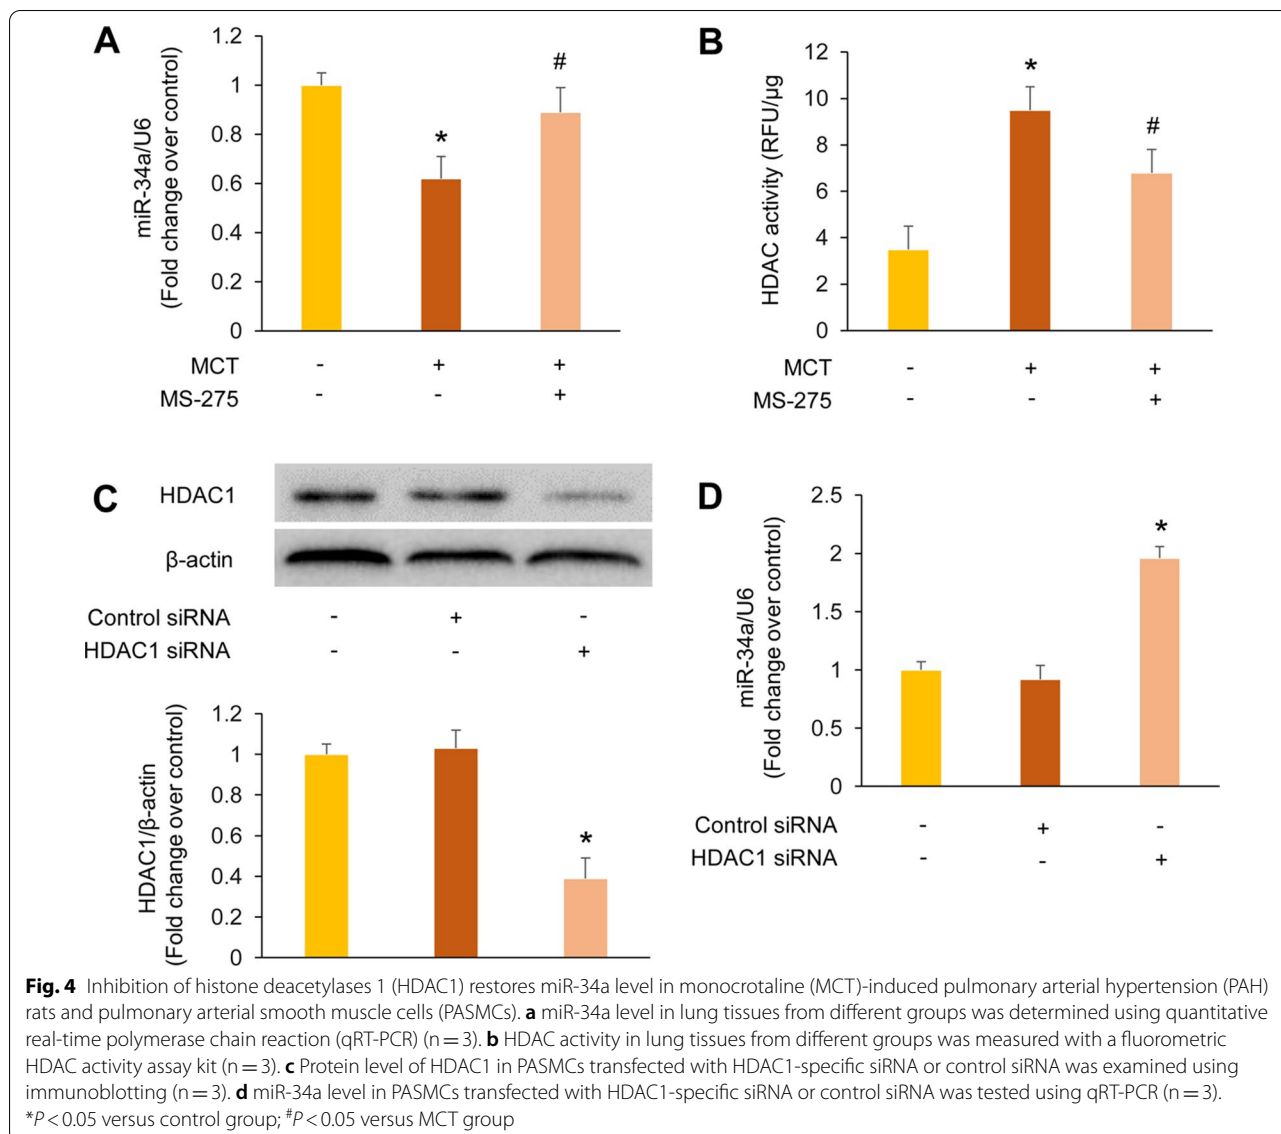 A
miR-34a/U6
(Fold change over control)
1.2
1
0.8
0.6
0.4
0.2
0
*
#
MCT - + +
MS-275 - - +
B
HDAC activity (RFU/µg
12
10
8
6
4
2
0
*
#
MCT - + +
MS-275 - - +
C
HDAC1
β-actin
Control siRNA - + -
HDAC1 siRNA - - +
HDAC1/β-actin
(Fold change over control)
1.2
1
0.8
0.6
0.4
0.2
0
*
D
miR-34a/U6
(Fold change over control)
2.5
2
1.5
1
0.5
0
*
Control siRNA - + -
HDAC1 siRNA - - +
Fig. 4 Inhibition of histone deacetylases 1 (HDAC1) restores miR-34a level in monocrotaline (MCT)-induced pulmonary arterial hypertension (PAH)
rats and pulmonary arterial smooth muscle cells (PASMCs). a miR-34a level in lung tissues from different groups was determined using quantitative
real-time polymerase chain reaction (qRT-PCR) (n = 3). b HDAC activity in lung tissues from different groups was measured with a fluorometric
HDAC activity assay kit (n = 3). c Protein level of HDAC1 in PASMCs transfected with HDAC1-specific siRNA or control siRNA was examined using
immunoblotting (n = 3). d miR-34a level in PASMCs transfected with HDAC1-specific siRNA or control siRNA was tested using qRT-PCR (n = 3).
*P < 0.05 versus control group; #P < 0.05 versus MCT group